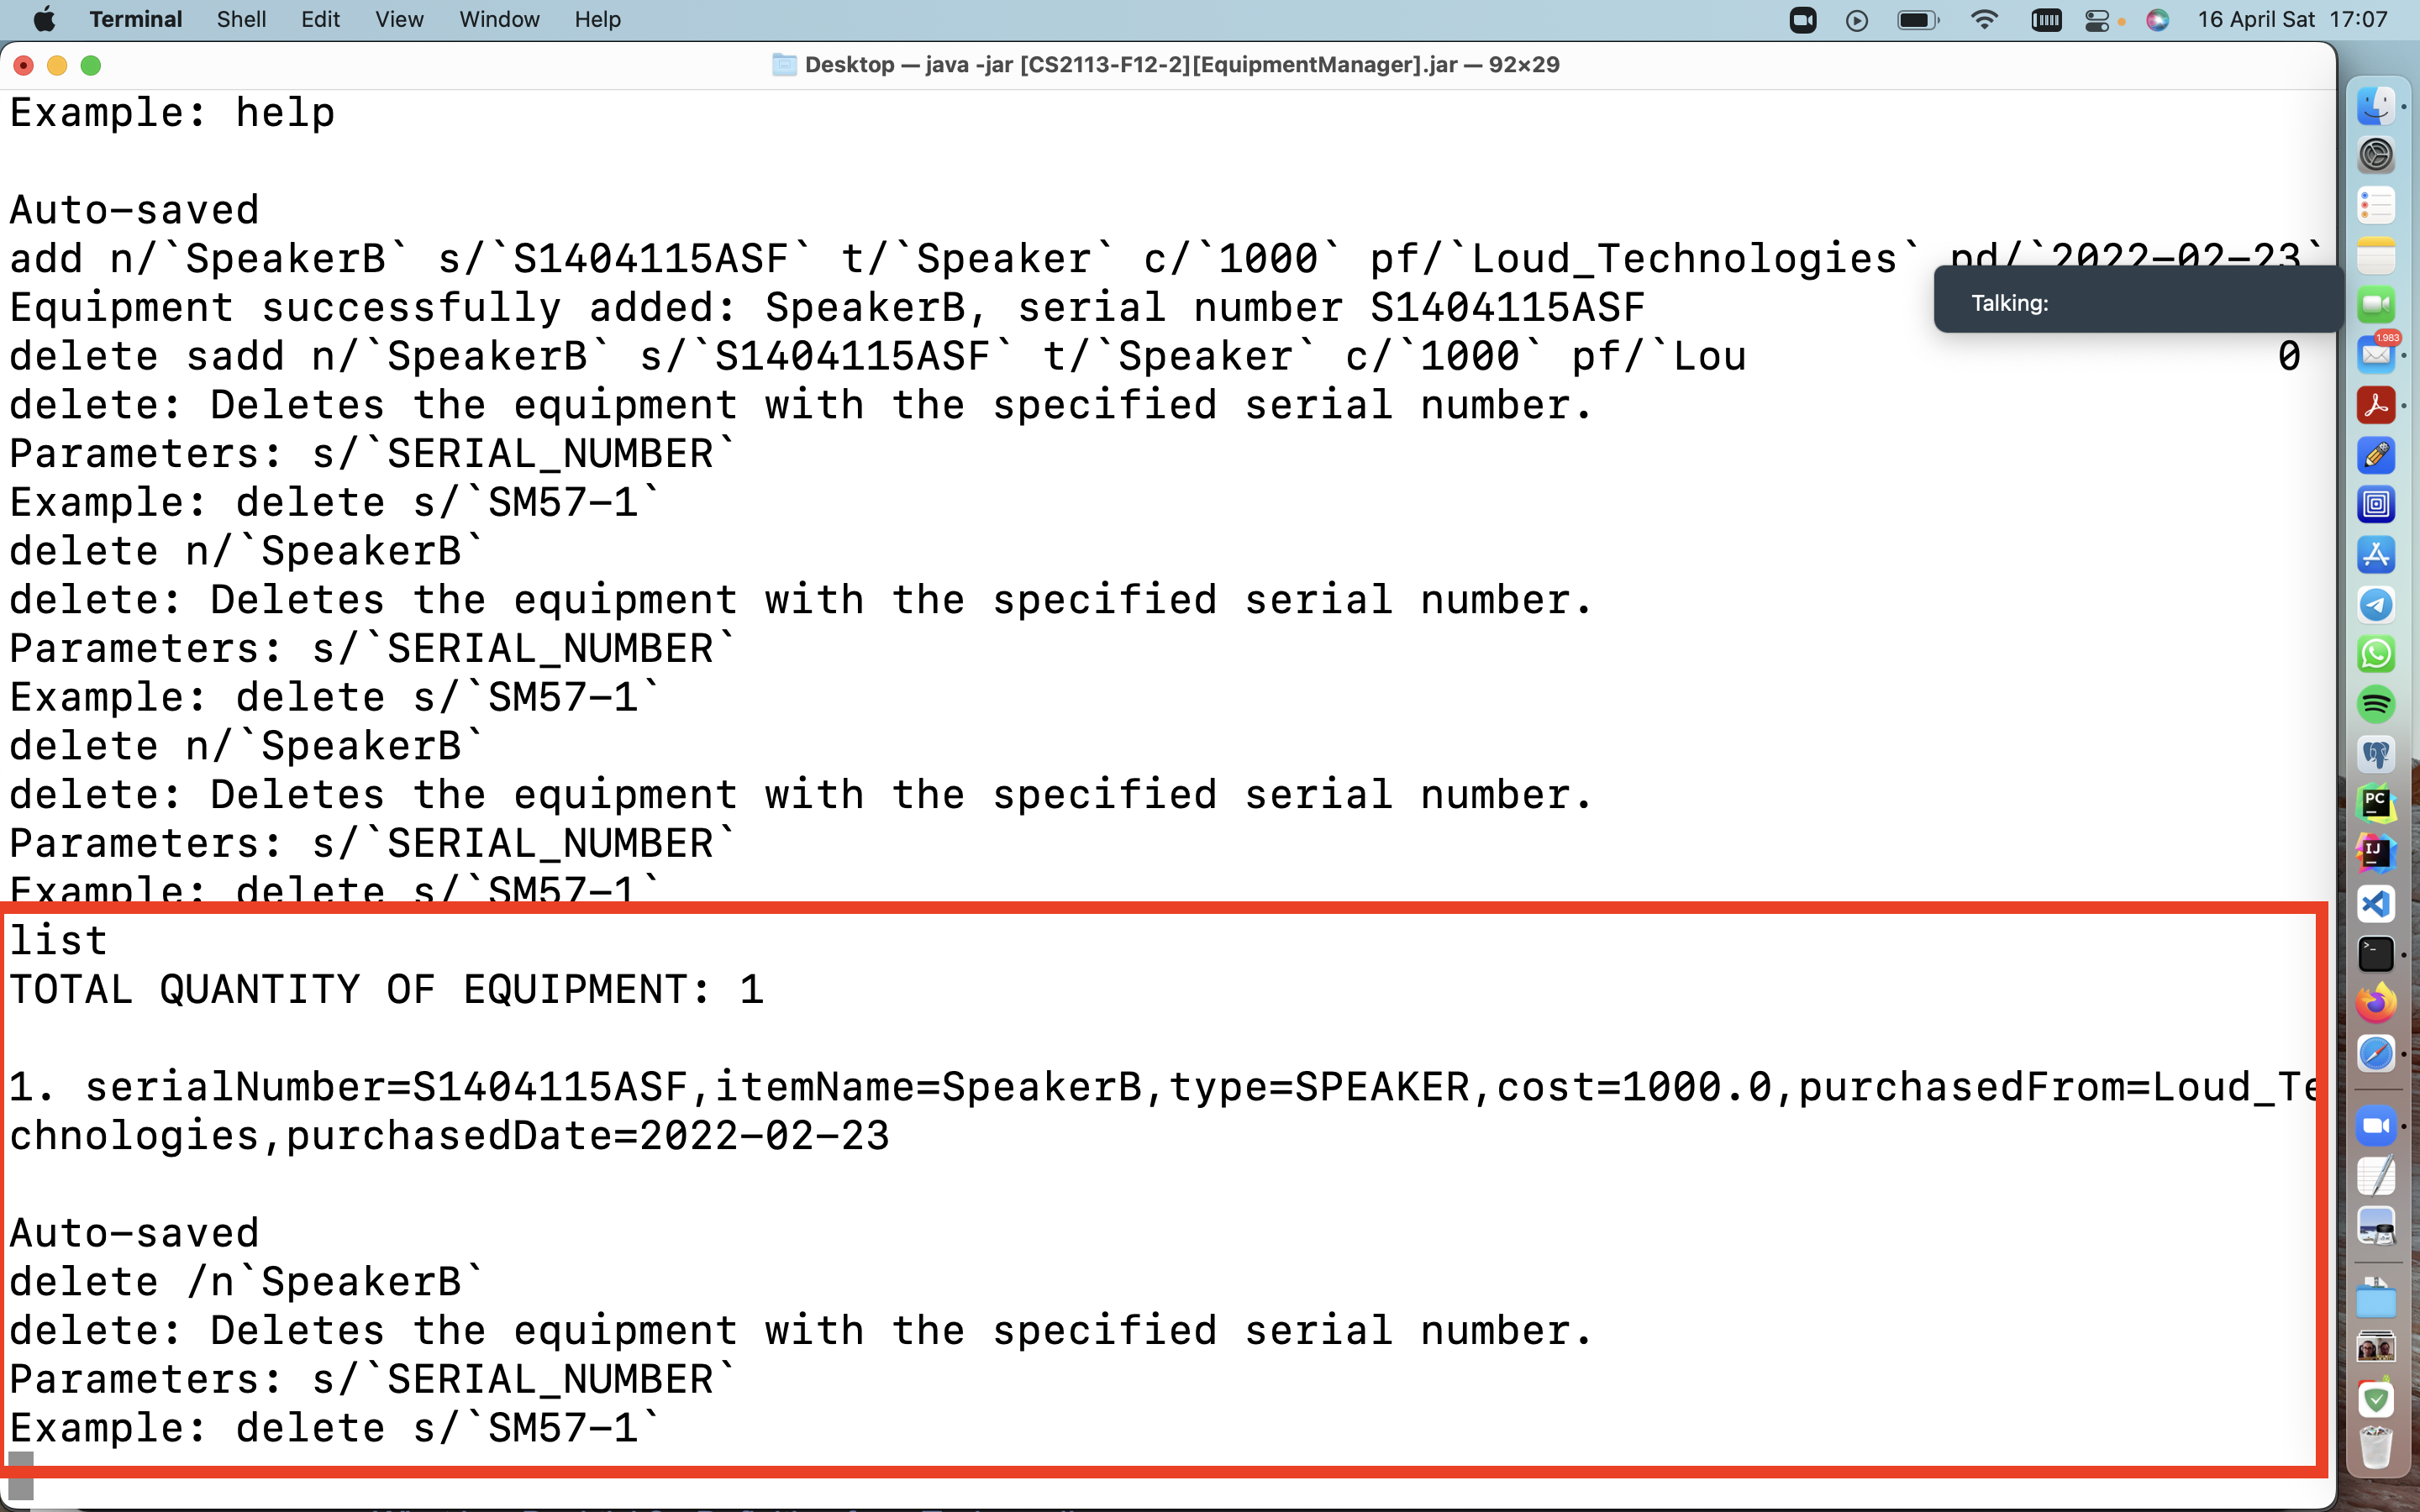 Terminal Shell Edit View Window Help 16 April Sat 17:07
Desktop — java -jar [CS2113-F12-2][EquipmentManager].jar — 92×29
Example: help
Auto-saved
add n/`SpeakerB` s/`S1404115ASF` t/`Speaker` c/`1000` pf/`Loud_Technologies` pd/`2022-02-23`
Talking:
Equipment successfully added: SpeakerB, serial number S1404115ASF
delete sadd n/`SpeakerB` s/`S1404115ASF` t/`Speaker` c/`1000` pf/`Lou 0
1.983
delete: Deletes the equipment with the specified serial number.
Parameters: s/`SERIAL_NUMBER`
Example: delete s/`SM57-1`
delete n/`SpeakerB`
delete: Deletes the equipment with the specified serial number.
Parameters: s/`SERIAL_NUMBER`
Example: delete s/`SM57-1`
delete n/`SpeakerB`
delete: Deletes the equipment with the specified serial number.
Parameters: s/`SERIAL_NUMBER`
Example: delete s/`SM57-1`
PC
IJ
list
TOTAL QUANTITY OF EQUIPMENT: 1
1. serialNumber=S1404115ASF,itemName=SpeakerB,type=SPEAKER,cost=1000.0,purchasedFrom=Loud_Te
chnologies,purchasedDate=2022-02-23
Auto-saved
delete /n`SpeakerB`
delete: Deletes the equipment with the specified serial number.
Parameters: s/`SERIAL_NUMBER`
Example: delete s/`SM57-1`